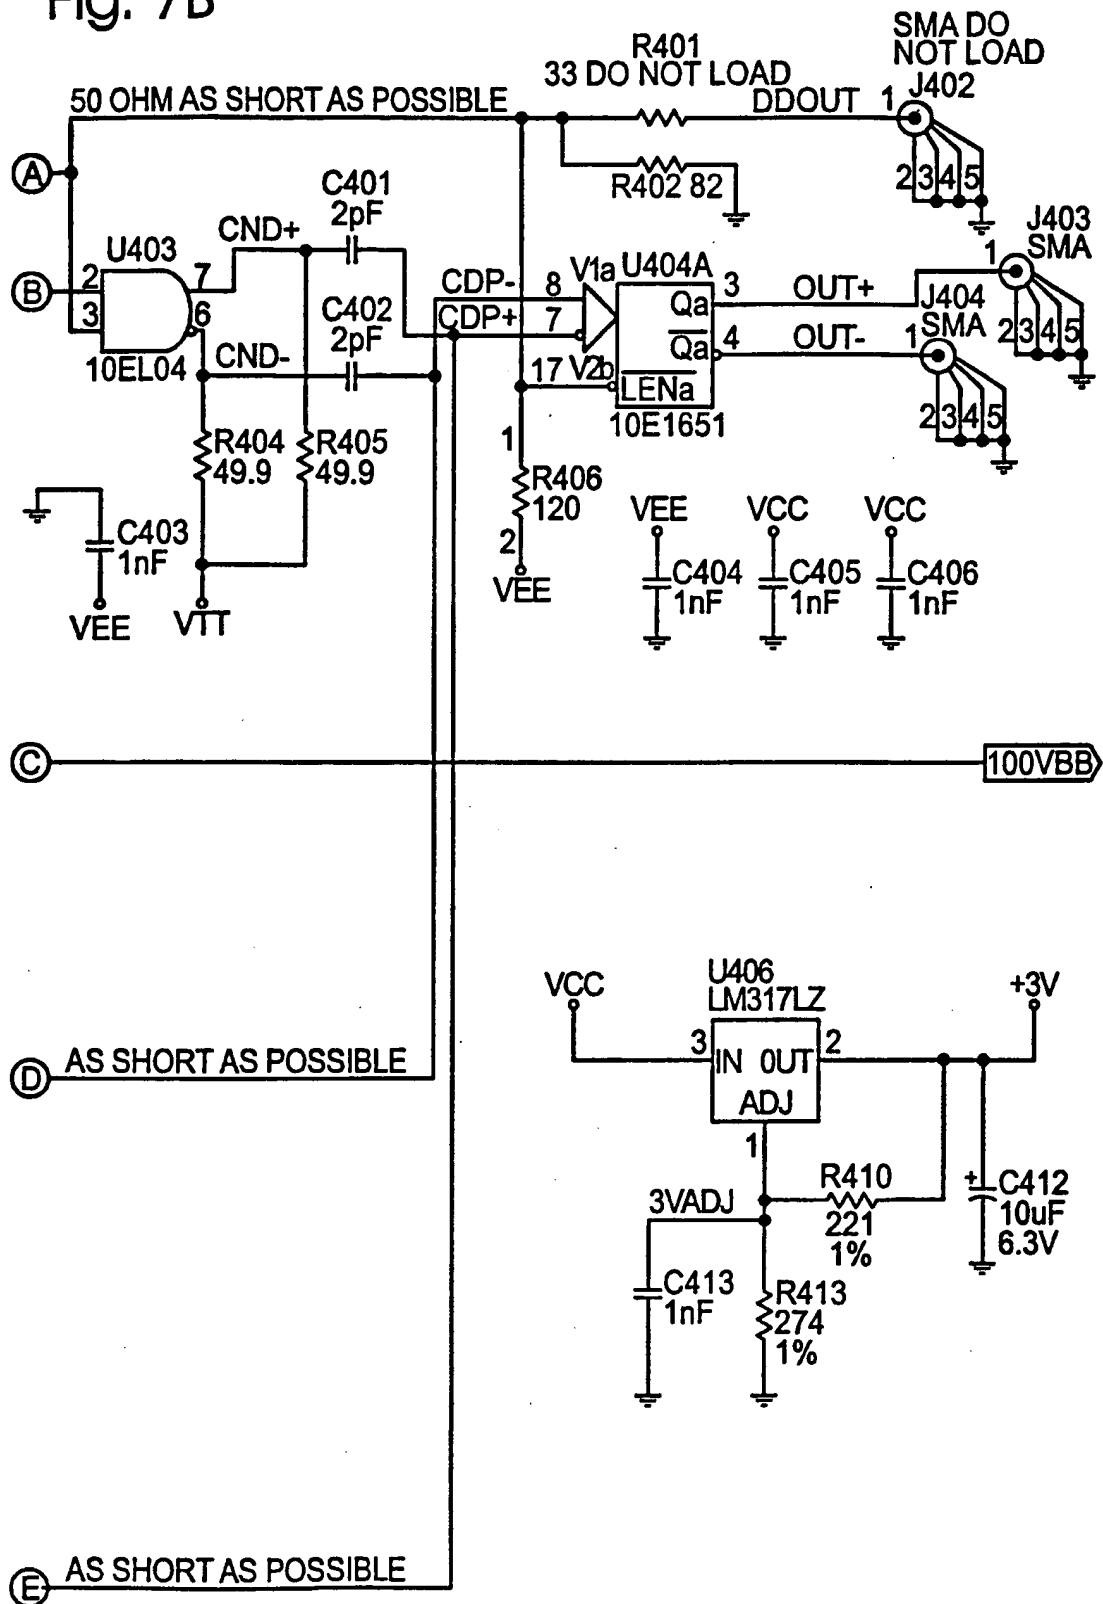 Fig. 7B
SMA DO
NOT LOAD
J402
R401
33 DO NOT LOAD
50 OHM AS SHORT AS POSSIBLE
DDOUT
1
2 3 4 5
R402 82
A
C401
2pF
CND+
U403
B
2
3
7
6
10EL04
C402
2pF
CND-
CDP-
CDP+
8
7
17
V1a
V2b
U404A
Qa
Qa
LENa
10E1651
3
4
OUT+
OUT-
J403
SMA
1
2 3 4 5
J404
SMA
1
2 3 4 5
R404
49.9
R405
49.9
1
R406
120
2
VEE
C403
1nF
VEE
VTT
VEE
C404
1nF
VCC
C405
1nF
VCC
C406
1nF
C
100VBB
VCC
U406
LM317LZ
+3V
3
IN OUT
2
ADJ
1
D
AS SHORT AS POSSIBLE
3VADJ
R410
221
1%
+
C412
10uF
6.3V
C413
1nF
R413
274
1%
E
AS SHORT AS POSSIBLE